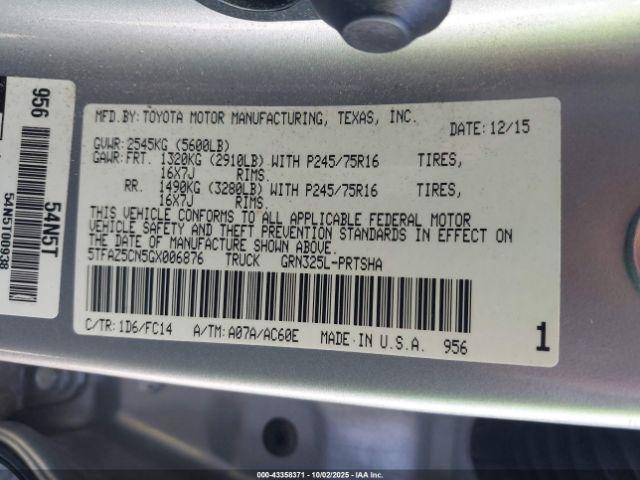 MFD.BY:TOYOTA MOTOR MANUFACTURING, TEXAS, INC.
DATE:12/15
GVWR:2545KG (5600LB)
GAWR:FRT. 1320KG (2910LB) WITH P245/75R16 TIRES,
16X7J RIMS.
RR. 1490KG (3280LB) WITH P245/75R16 TIRES,
16X7J RIMS.
THIS VEHICLE CONFORMS TO ALL APPLICABLE FEDERAL MOTOR
VEHICLE SAFETY AND THEFT PREVENTION STANDARDS IN EFFECT ON
THE DATE OF MANUFACTURE SHOWN ABOVE.
5TFAZ5CN5GX006876 TRUCK GRN325L-PRTSHA
C/TR:1D6/FC14 A/TM:A07A/AC60E MADE IN U.S.A. 956 1
956
54N5T
54N5T00938
000-43358371 - 10/02/2025 - IAAI.COM